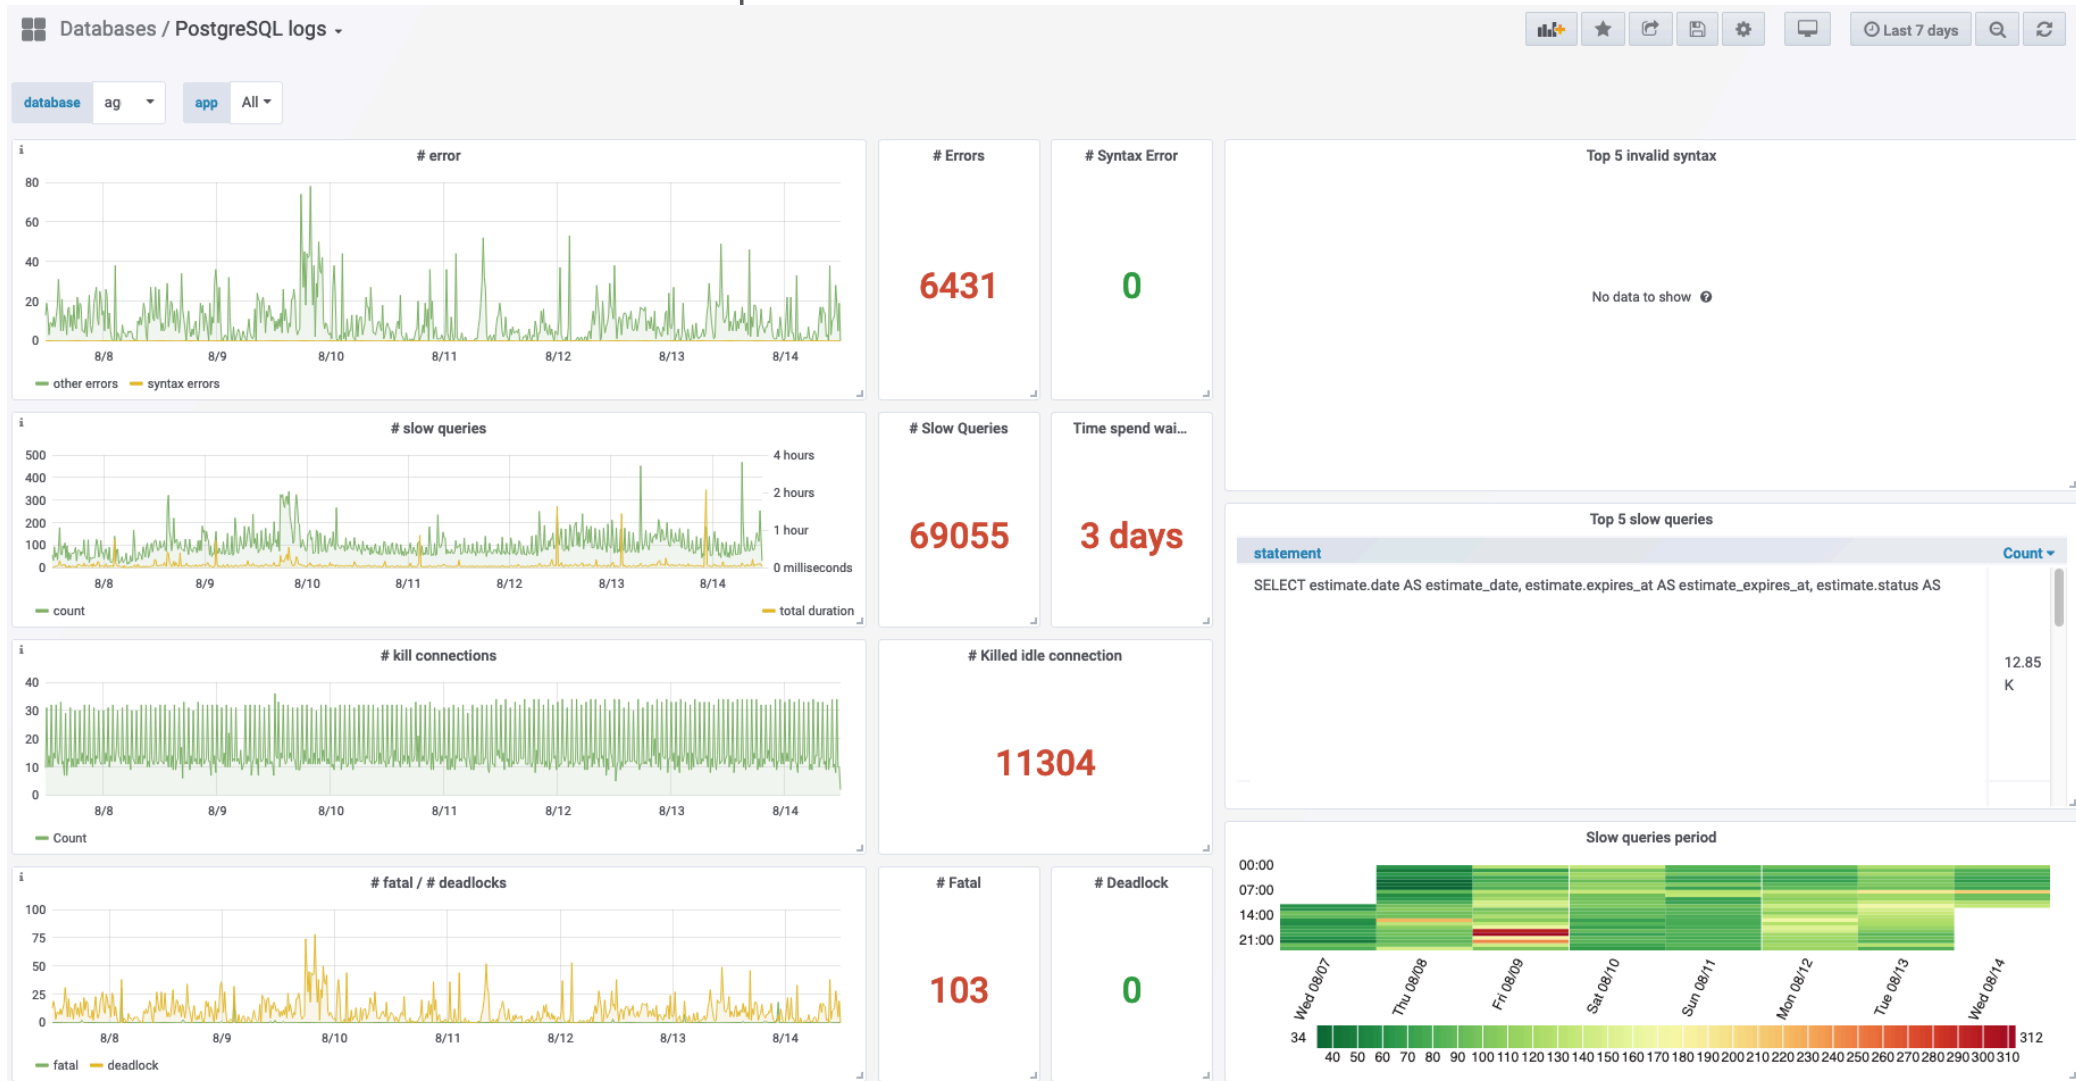 Databases / PostgreSQL logs
Last 7 days
database ag app All
# error
80
60
40
20
0
8/8 8/9 8/10 8/11 8/12 8/13 8/14
other errors syntax errors
# Errors
6431
# Syntax Error
0
Top 5 invalid syntax
No data to show
# slow queries
500
400
300
200
100
0
4 hours
2 hours
1 hour
0 milliseconds
8/8 8/9 8/10 8/11 8/12 8/13 8/14
count total duration
# Slow Queries
69055
Time spend wai...
3 days
Top 5 slow queries
statement Count
SELECT estimate.date AS estimate_date, estimate.expires_at AS estimate_expires_at, estimate.status AS
12.85
K
# kill connections
40
30
20
10
0
8/8 8/9 8/10 8/11 8/12 8/13 8/14
Count
# Killed idle connection
11304
# fatal / # deadlocks
100
75
50
25
0
8/8 8/9 8/10 8/11 8/12 8/13 8/14
fatal deadlock
# Fatal
103
# Deadlock
0
Slow queries period
00:00
07:00
14:00
21:00
Wed 08/07 Thu 08/08 Fri 08/09 Sat 08/10 Sun 08/11 Mon 08/12 Tue 08/13 Wed 08/14
34 312
40 50 60 70 80 90 100 110 120 130 140 150 160 170 180 190 200 210 220 230 240 250 260 270 280 290 300 310